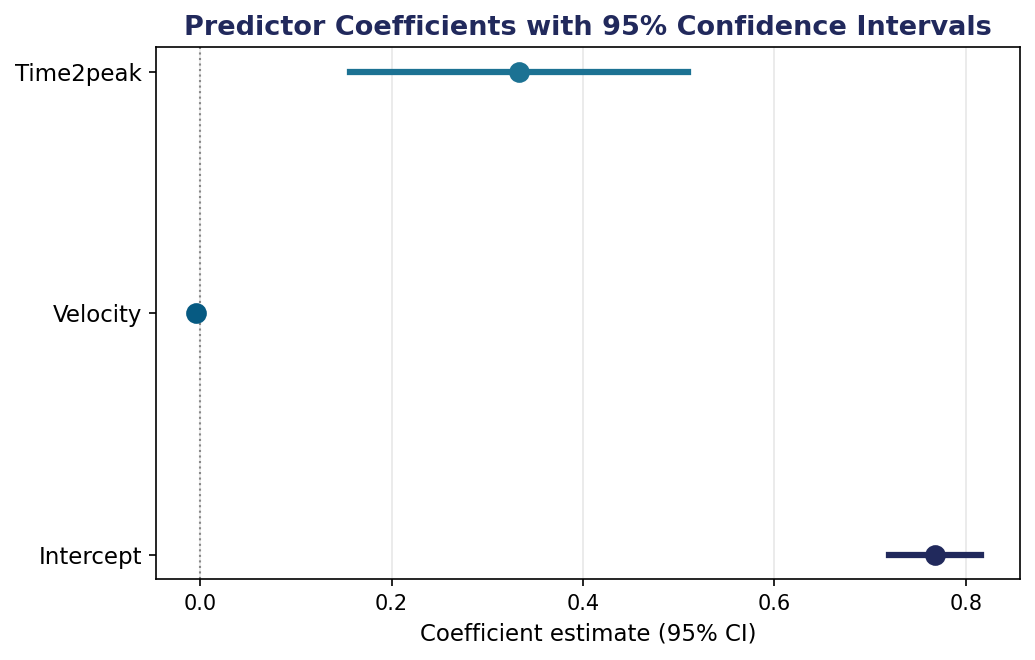 Predictor Coefficients with 95% Confidence Intervals
Time2peak
Velocity
Intercept
0.0 0.2 0.4 0.6 0.8
Coefficient estimate (95% CI)